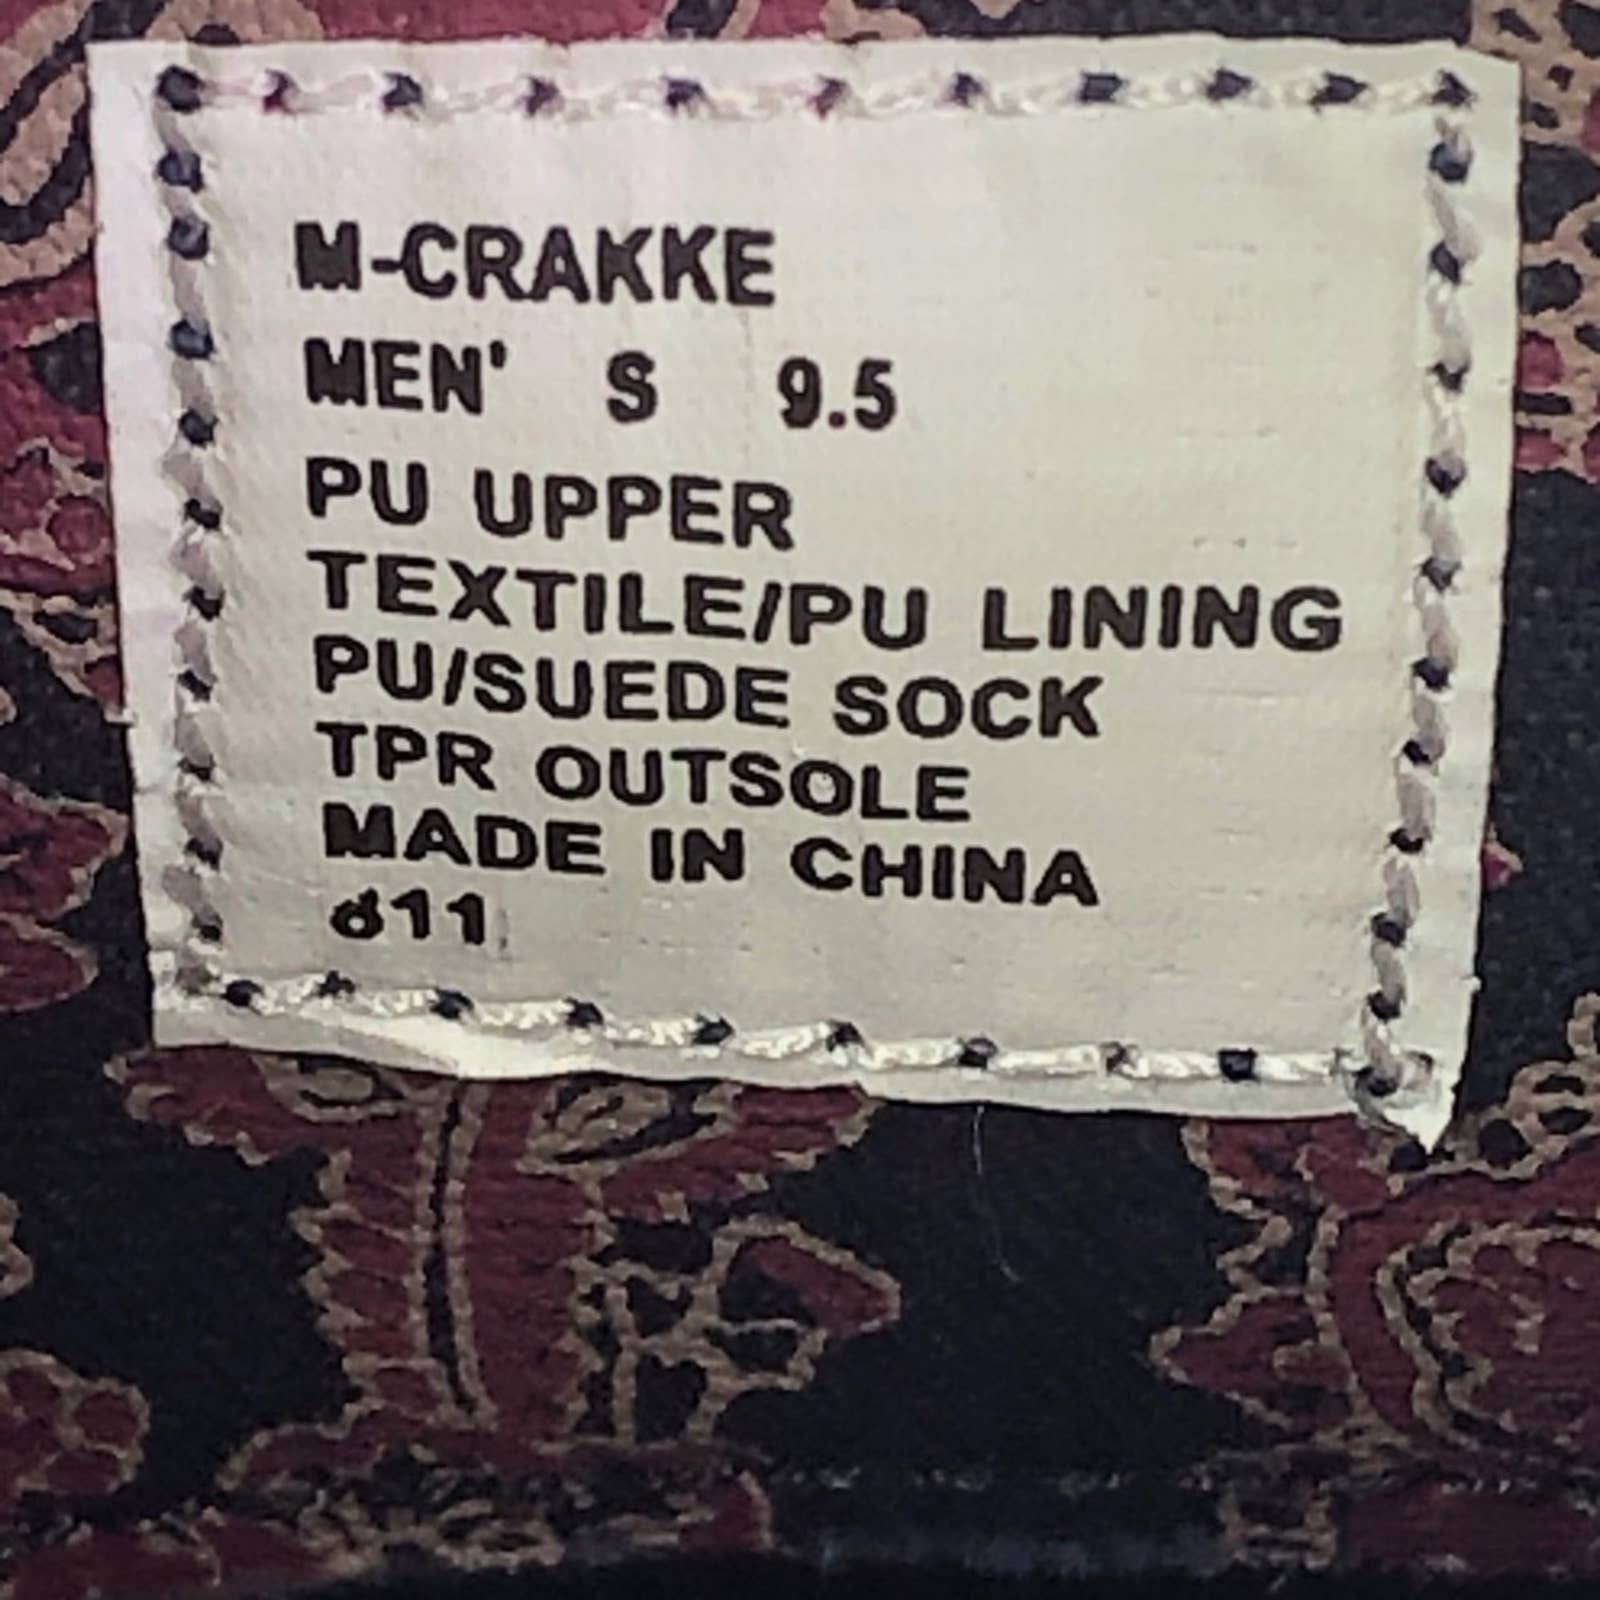 M-CRAKKE
MEN' S 9.5
PU UPPER
TEXTILE/PU LINING
PU/SUEDE SOCK
TPR OUTSOLE
MADE IN CHINA